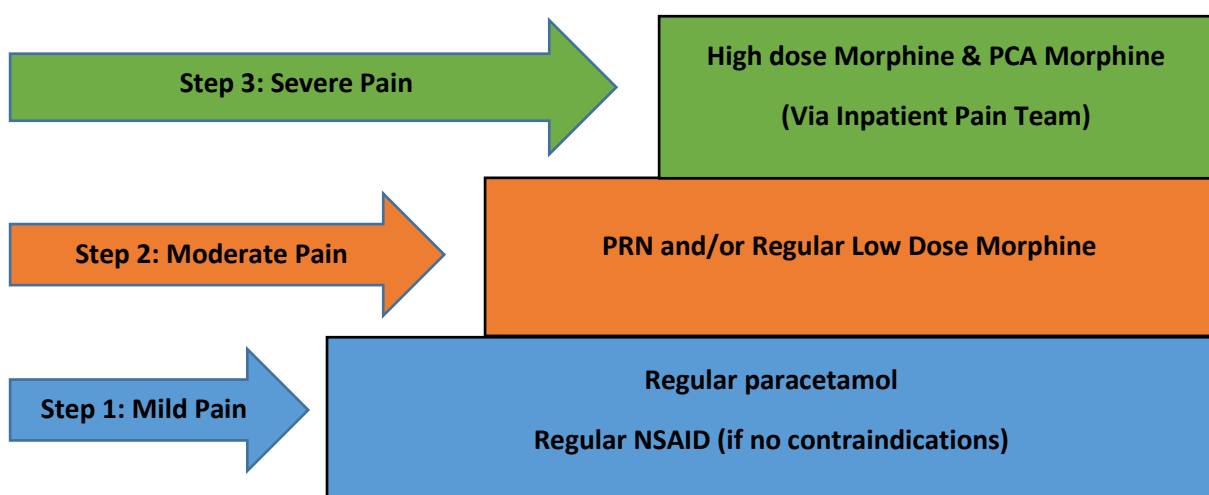 Step 3: Severe Pain
High dose Morphine & PCA Morphine
(Via Inpatient Pain Team)
Step 2: Moderate Pain
PRN and/or Regular Low Dose Morphine
Step 1: Mild Pain
Regular paracetamol
Regular NSAID (if no contraindications)